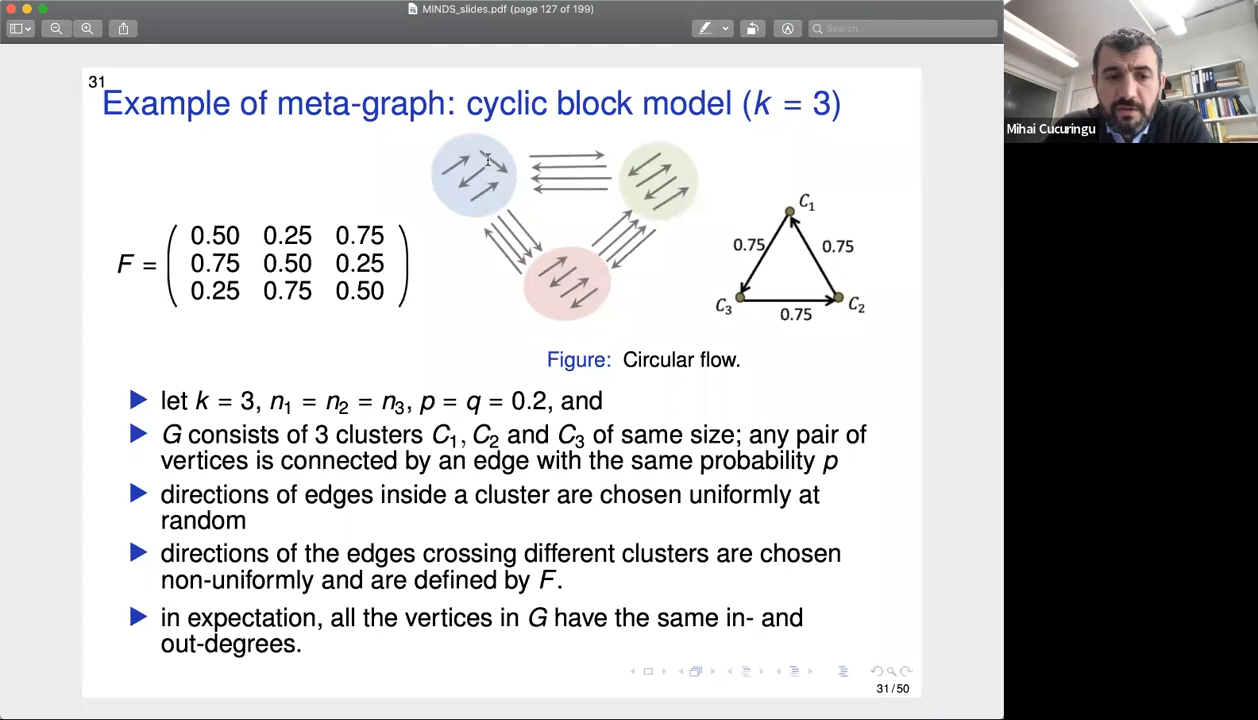 MINDS_slides.pdf (page 127 of 199)
Search
31
Example of meta-graph: cyclic block model (k = 3)
F = ( 0.50 0.25 0.75
0.75 0.50 0.25
0.25 0.75 0.50 )
C1
0.75 0.75
C3 C2
0.75
Figure: Circular flow.
let k = 3, n1 = n2 = n3, p = q = 0.2, and
G consists of 3 clusters C1, C2 and C3 of same size; any pair of
vertices is connected by an edge with the same probability p
directions of edges inside a cluster are chosen uniformly at
random
directions of the edges crossing different clusters are chosen
non-uniformly and are defined by F.
in expectation, all the vertices in G have the same in- and
out-degrees.
31/50
Mihai Cucuringu